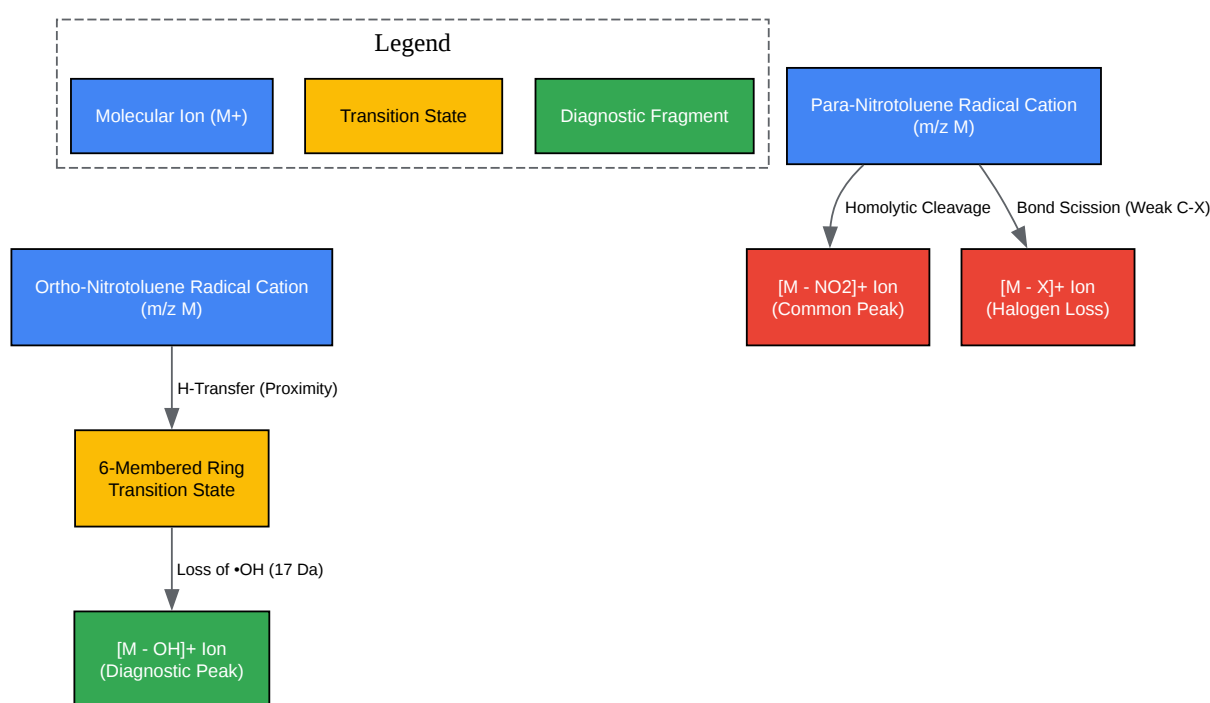 Legend
Molecular Ion (M+)
Transition State
Diagnostic Fragment
Para-Nitrotoluene Radical Cation
(m/z M)
Homolytic Cleavage
Bond Scission (Weak C-X)
[M - NO2]+ Ion
(Common Peak)
[M - X]+ Ion
(Halogen Loss)
Ortho-Nitrotoluene Radical Cation
(m/z M)
H-Transfer (Proximity)
6-Membered Ring
Transition State
Loss of •OH (17 Da)
[M - OH]+ Ion
(Diagnostic Peak)